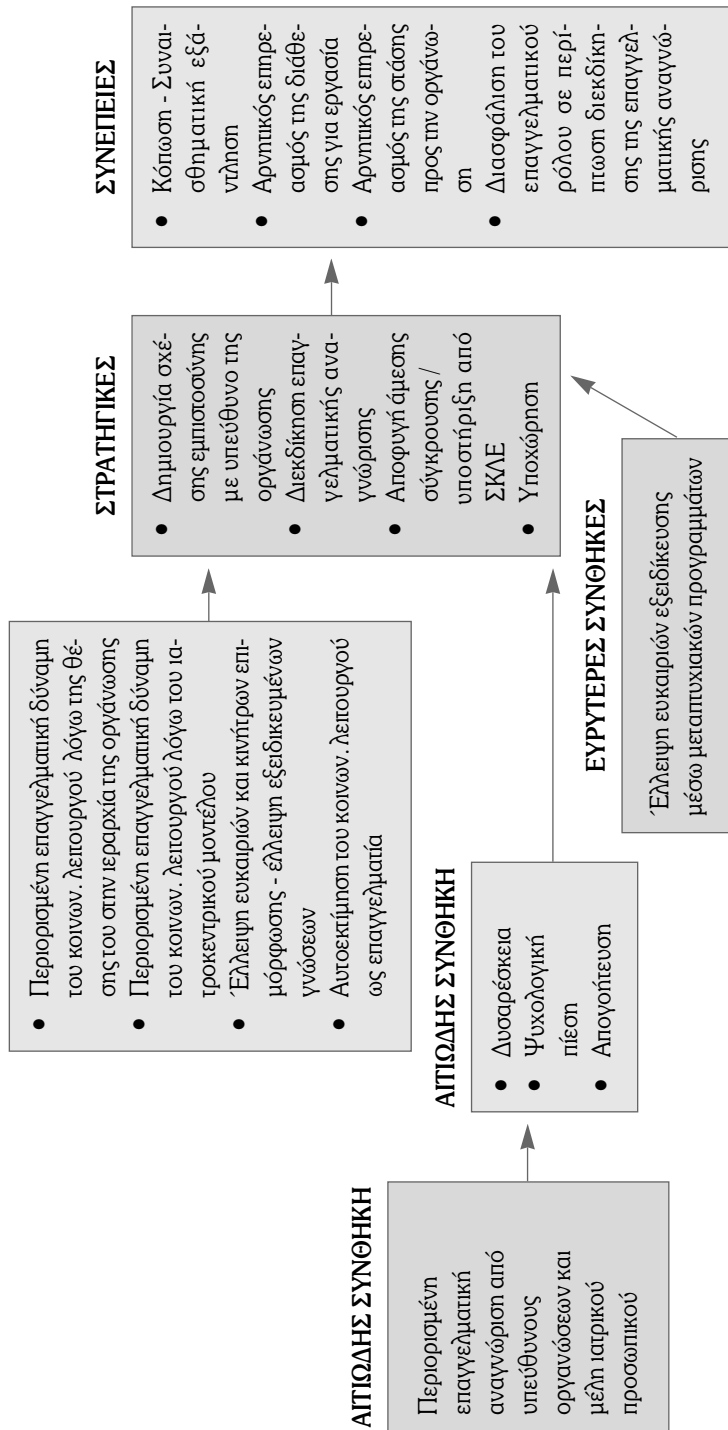 ΑΙΤΙΩΔΗΣ ΣΥΝΘΗΚΗ
Περιορισμένη
επαγγελματική
αναγνώριση από
υπεύθυνους
οργανώσεων και
μέλη ιατρικού
προσωπικού
ΑΙΤΙΩΔΗΣ ΣΥΝΘΗΚΗ
● Δυσαρέσκεια
● Ψυχολογική
πίεση
● Απογοήτευση
● Περιορισμένη επαγγελματική δύναμη
του κοινων. λειτουργού λόγω της θέ-
σης του στην ιεραρχία της οργάνωσης
● Περιορισμένη επαγγελματική δύναμη
του κοινων. λειτουργού λόγω του ια-
τροκεντρικού μοντέλου
● Έλλειψη ευκαιριών και κινήτρων επι-
μόρφωσης - έλλειψη εξειδικευμένων
γνώσεων
● Αυτοεκτίμηση του κοινων. λειτουργού
ως επαγγελματία
ΕΥΡΥΤΕΡΕΣ ΣΥΝΘΗΚΕΣ
Έλλειψη ευκαιριών εξειδίκευσης
μέσω μεταπτυχιακών προγραμμάτων
ΣΤΡΑΤΗΓΙΚΕΣ
● Δημιουργία σχέ-
σης εμπιστοσύνης
με υπεύθυνο της
οργάνωσης
● Διεκδίκηση επαγ-
γελματικής ανα-
γνώρισης
● Αποφυγή άμεσης
σύγκρουσης /
υποστήριξη από
ΣΚΛΕ
● Υποχώρηση
ΣΥΝΕΠΕΙΕΣ
● Κόπωση - Συναι-
σθηματική εξά-
ντληση
● Αρνητικός επηρε-
ασμός της διάθε-
σης για εργασία
● Αρνητικός επηρε-
ασμός της στάσης
προς την οργάνω-
ση
● Διασφάλιση του
επαγγελματικού
ρόλου σε περί-
πτωση διεκδίκη-
σης της επαγγελ-
ματικής αναγνώ-
ρισης